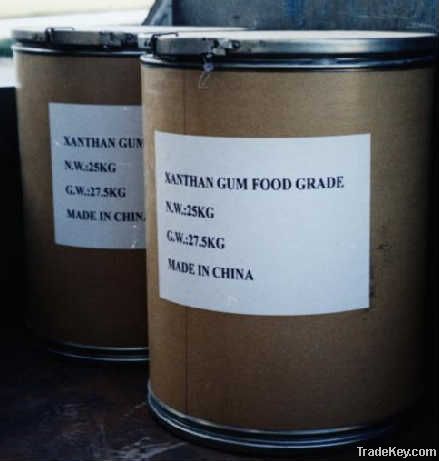 XANTHAN GUM
N.W.:25KG
G.W.:27.5KG
MADE IN CHINA
XANTHAN GUM FOOD GRADE
N.W.:25KG
G.W.:27.5KG
MADE IN CHINA
TradeKey.com